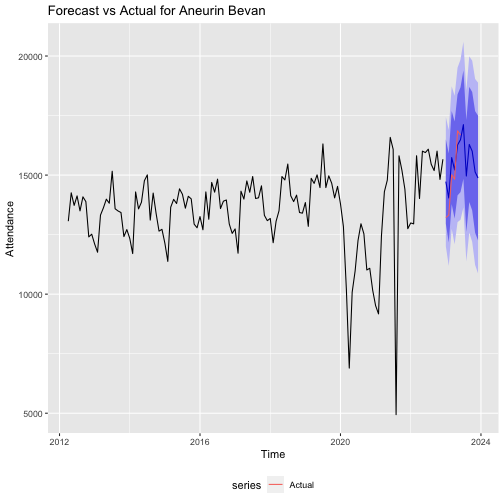 Forecast vs Actual for Aneurin Bevan
20000
15000
10000
5000
Attendance
2012
2016
2020
2024
Time
series
Actual